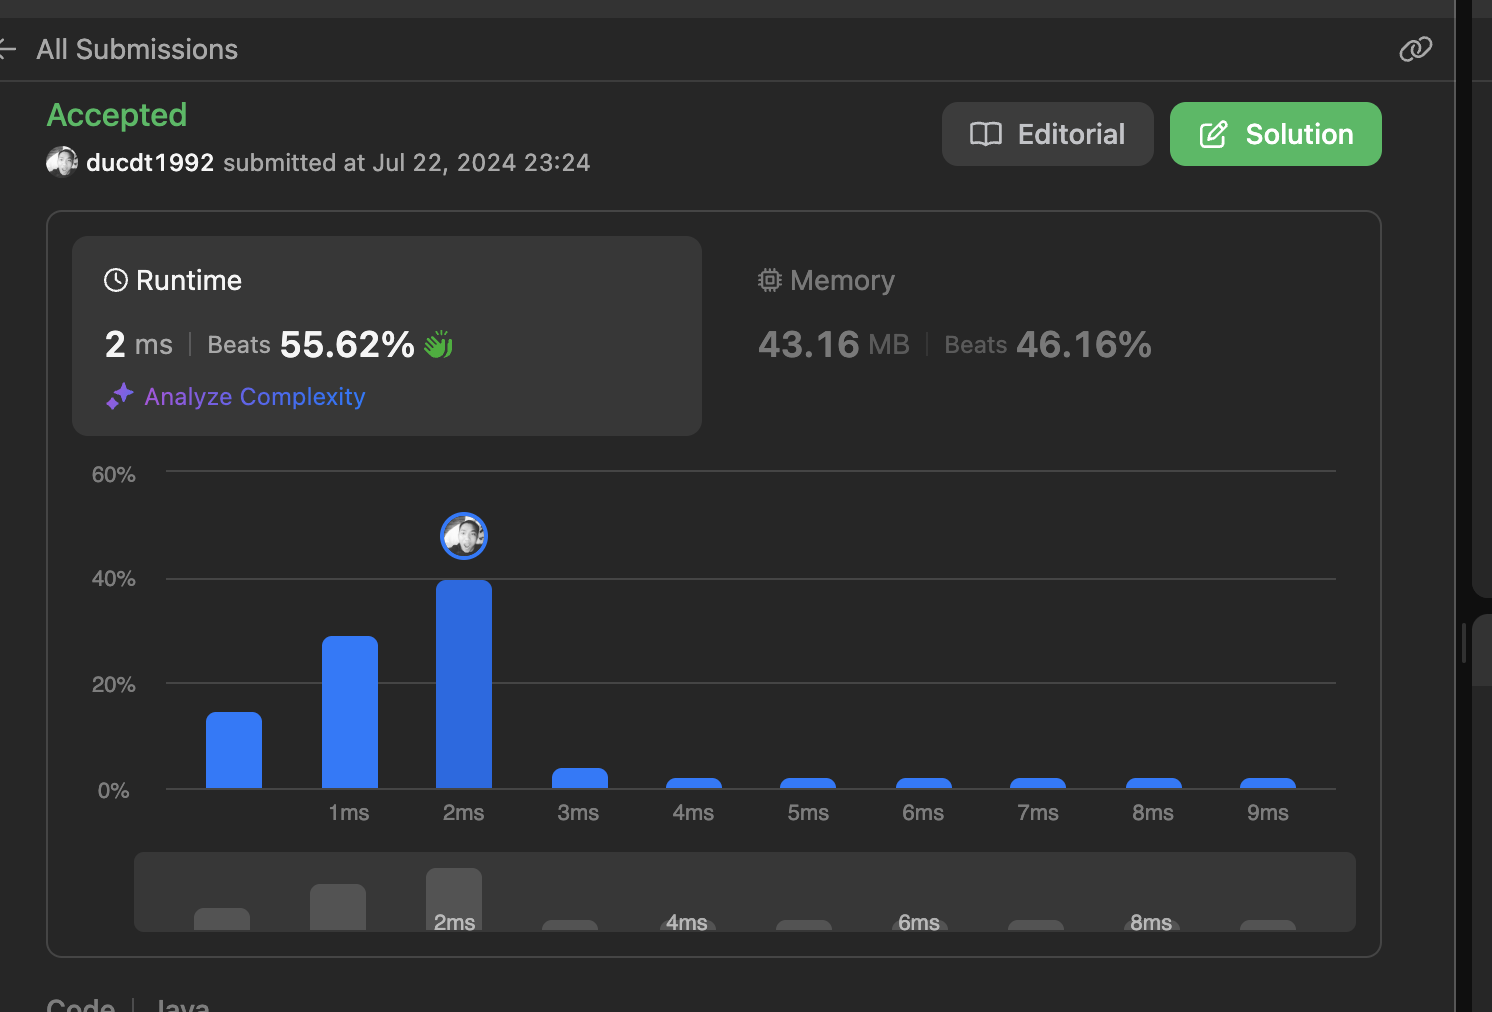 All Submissions
Accepted
Editorial
Solution
ducdt1992 submitted at Jul 22, 2024 23:24
Runtime
Memory
2 ms | Beats 55.62%
43.16 MB | Beats 46.16%
Analyze Complexity
60%
40%
20%
0%
1ms 2ms 3ms 4ms 5ms 6ms 7ms 8ms 9ms
2ms 4ms 6ms 8ms
Code | Java